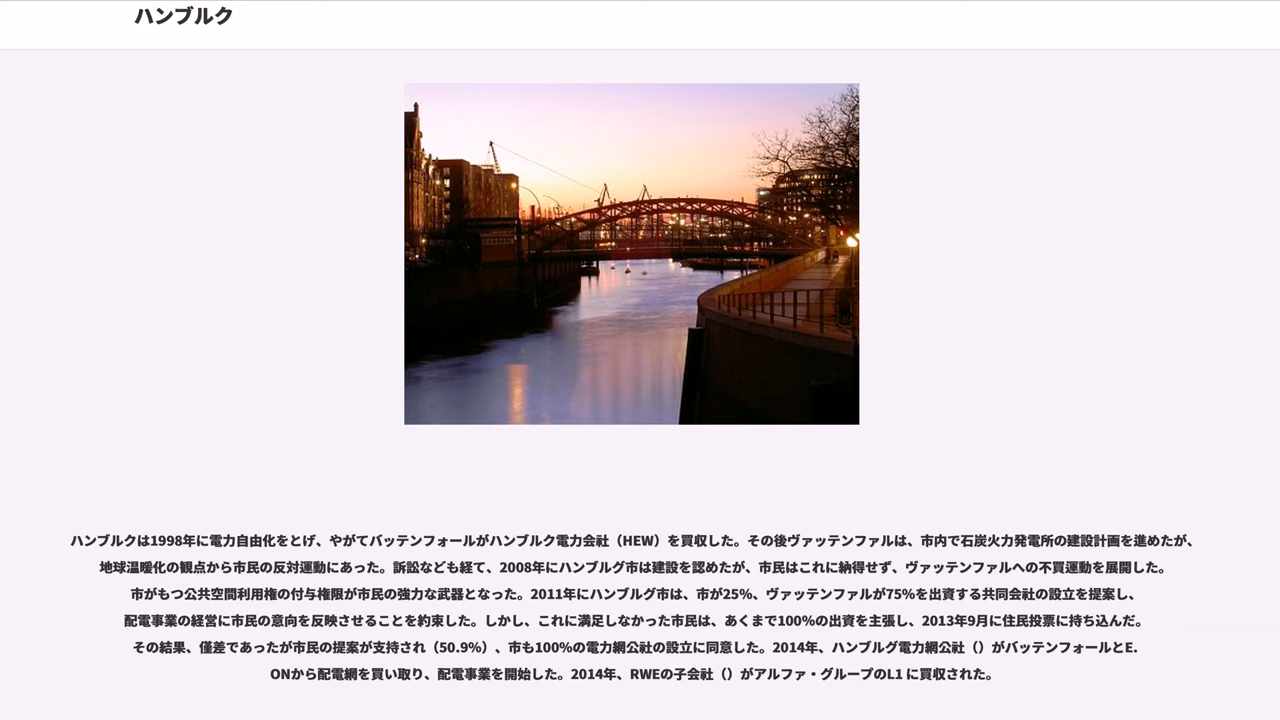 ハンブルク
ハンブルクは1998年に電力自由化をとげ、やがてバッテンフォールがハンブルク電力会社（HEW）を買収した。その後ヴァッテンファルは、市内で石炭火力発電所の建設計画を進めたが、
地球温暖化の観点から市民の反対運動にあった。訴訟なども経て、2008年にハンブルグ市は建設を認めたが、市民はこれに納得せず、ヴァッテンファルへの不買運動を展開した。
市がもつ公共空間利用権の付与権限が市民の強力な武器となった。2011年にハンブルグ市は、市が25%、ヴァッテンファルが75%を出資する共同会社の設立を提案し、
配電事業の経営に市民の意向を反映させることを約束した。しかし、これに満足しなかった市民は、あくまで100%の出資を主張し、2013年9月に住民投票に持ち込んだ。
その結果、僅差であったが市民の提案が支持され（50.9%）、市も100%の電力網公社の設立に同意した。2014年、ハンブルグ電力網公社（）がバッテンフォールとE.
ONから配電網を買い取り、配電事業を開始した。2014年、RWEの子会社（）がアルファ・グループのL1 に買収された。